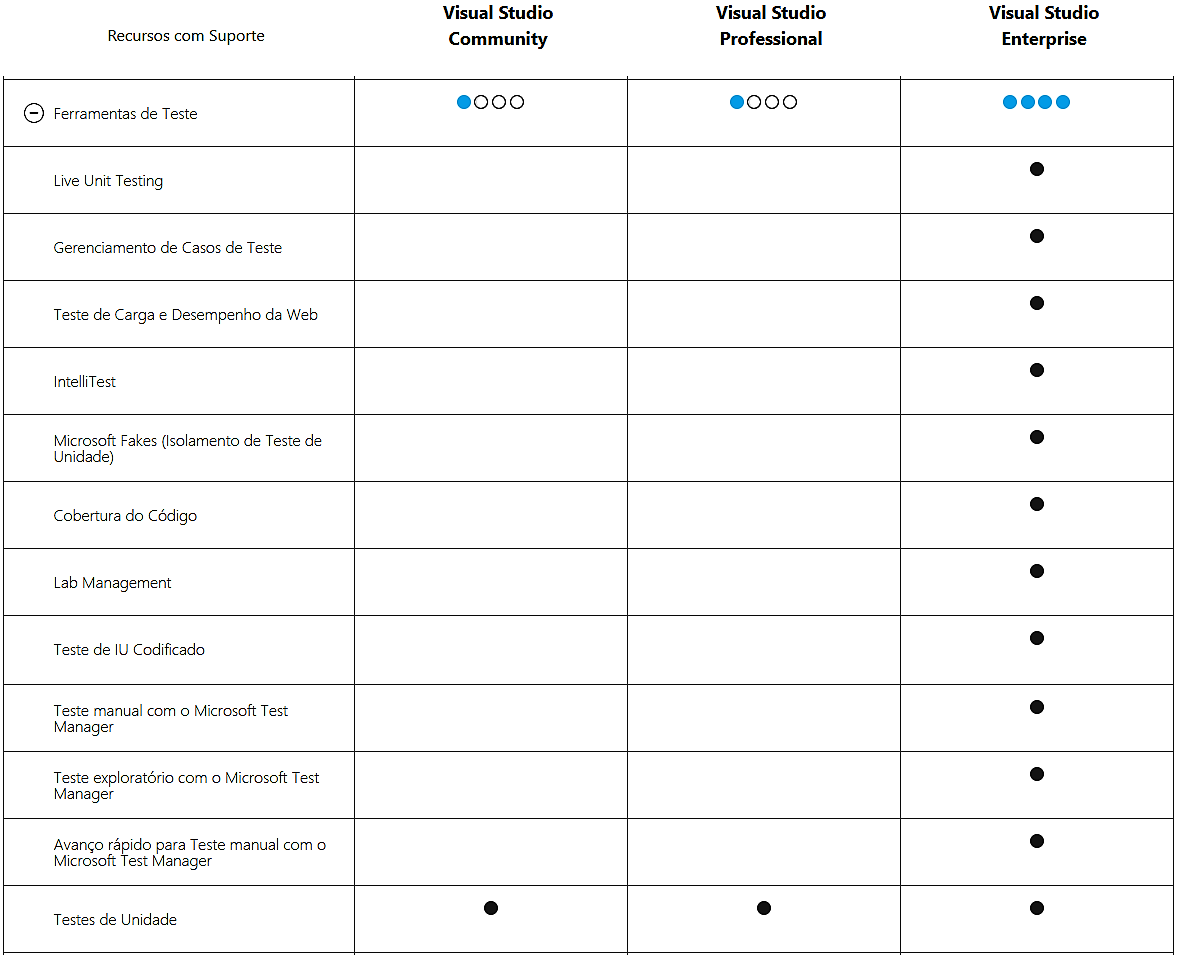 Recursos com Suporte
Visual Studio
Community
Visual Studio
Professional
Visual Studio
Enterprise
Ferramentas de Teste
Live Unit Testing
Gerenciamento de Casos de Teste
Teste de Carga e Desempenho da Web
IntelliTest
Microsoft Fakes (Isolamento de Teste de
Unidade)
Cobertura do Código
Lab Management
Teste de IU Codificado
Teste manual com o Microsoft Test
Manager
Teste exploratório com o Microsoft Test
Manager
Avanço rápido para Teste manual com o
Microsoft Test Manager
Testes de Unidade